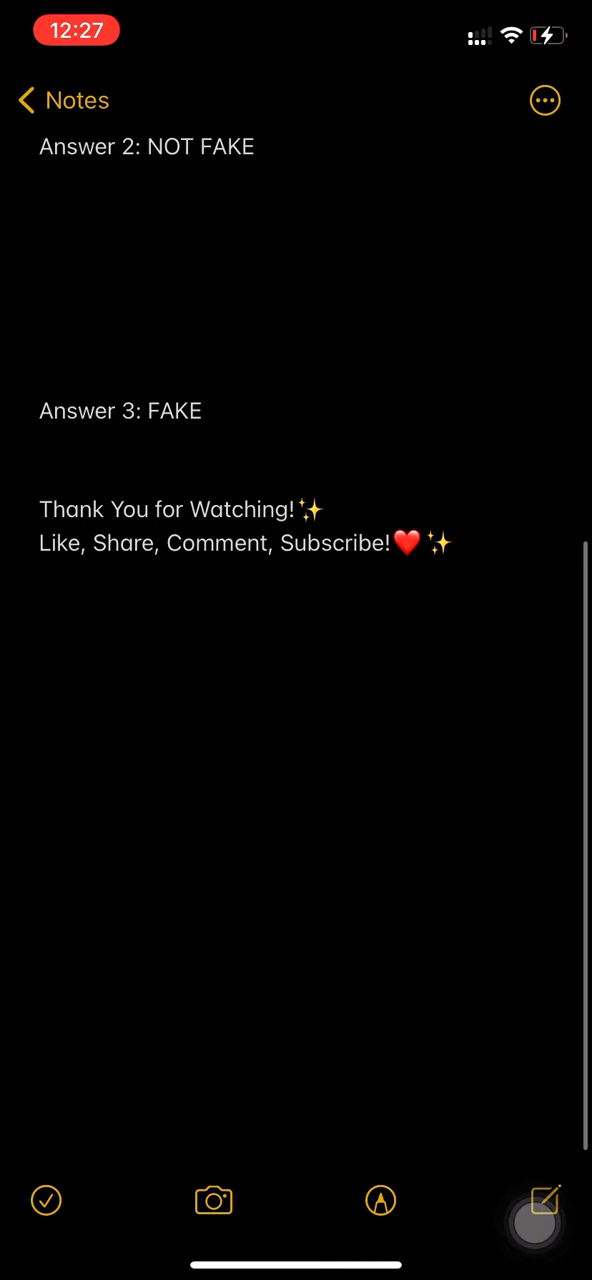 12:27
Notes
Answer 2: NOT FAKE
Answer 3: FAKE
Thank You for Watching!✨
Like, Share, Comment, Subscribe!❤️✨